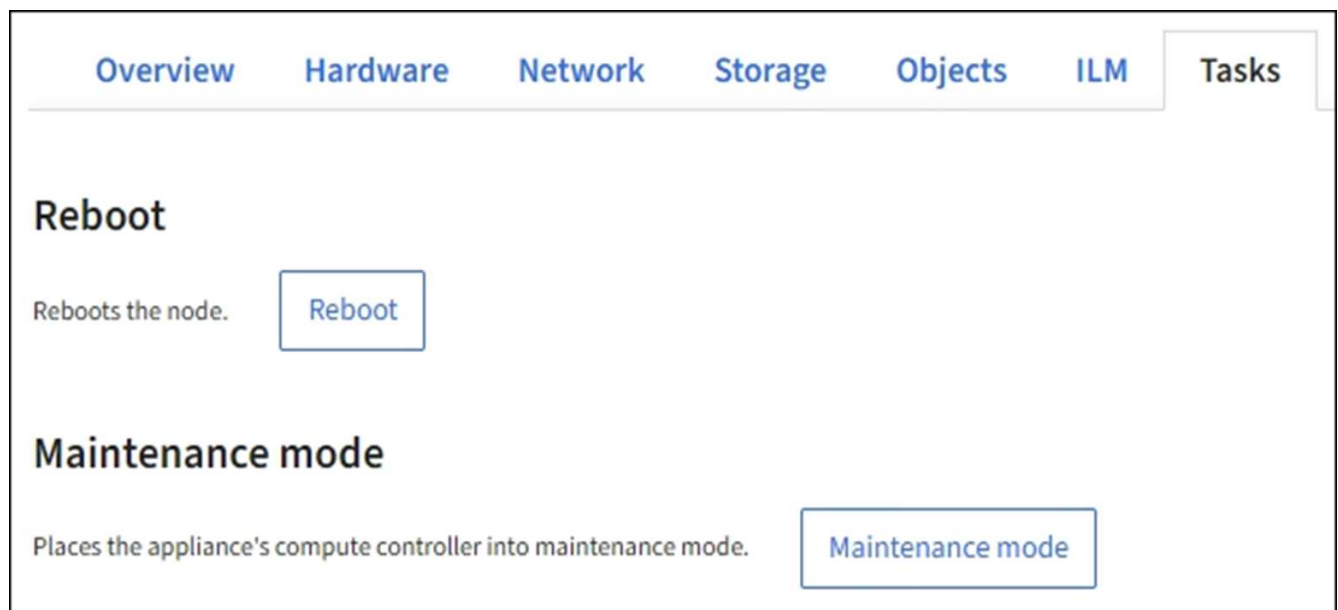 Overview Hardware Network Storage Objects ILM Tasks
Reboot
Reboots the node. Reboot
Maintenance mode
Places the appliance's compute controller into maintenance mode. Maintenance mode